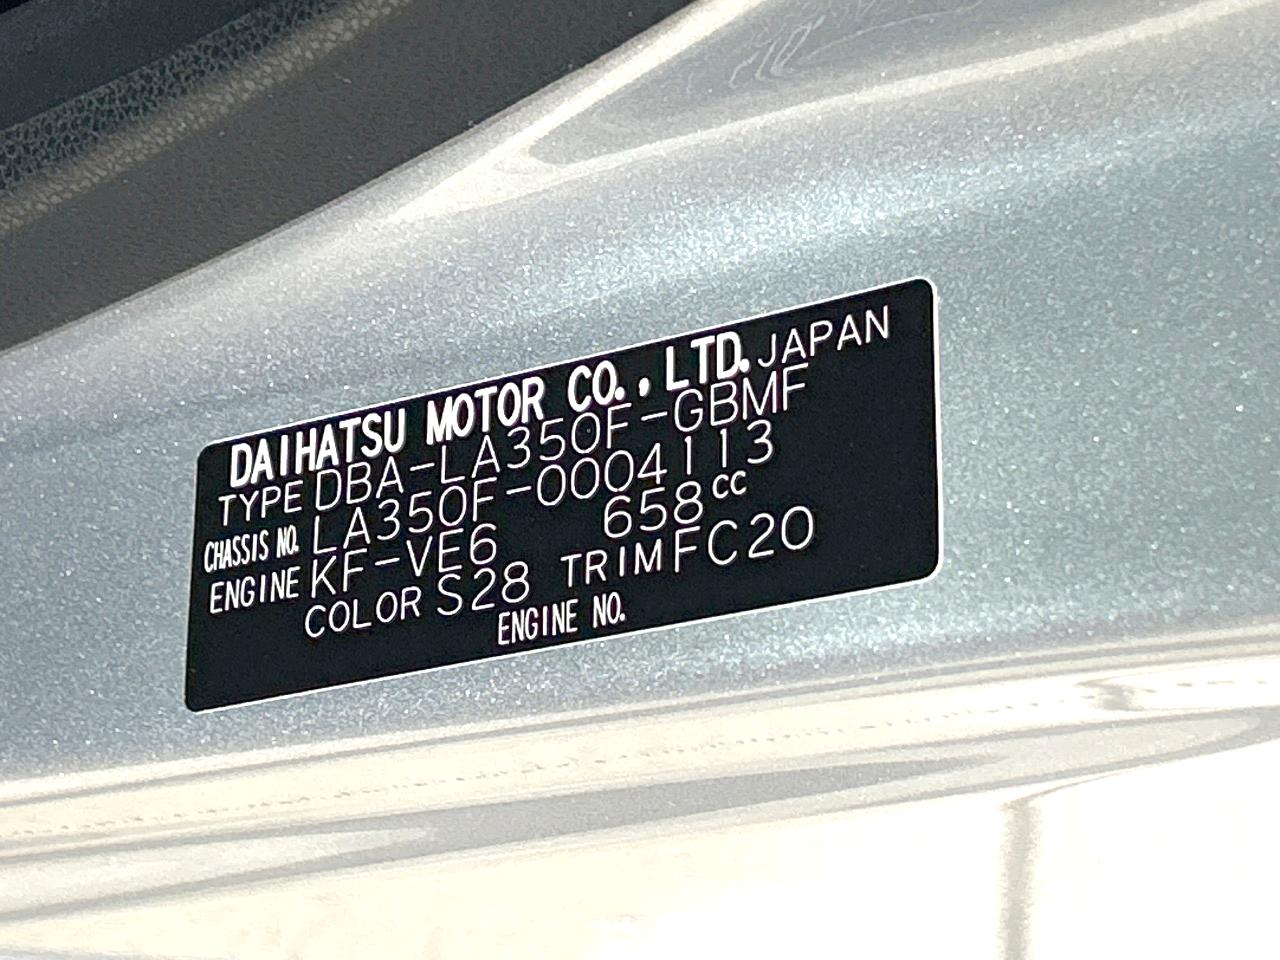 DAIHATSU MOTOR CO., LTD. JAPAN
TYPE DBA-LA350F-GBMF
CHASSIS NO. LA350F-0004113
ENGINE KF-VE6 658cc
COLOR S28 TRIM FC20
ENGINE NO.